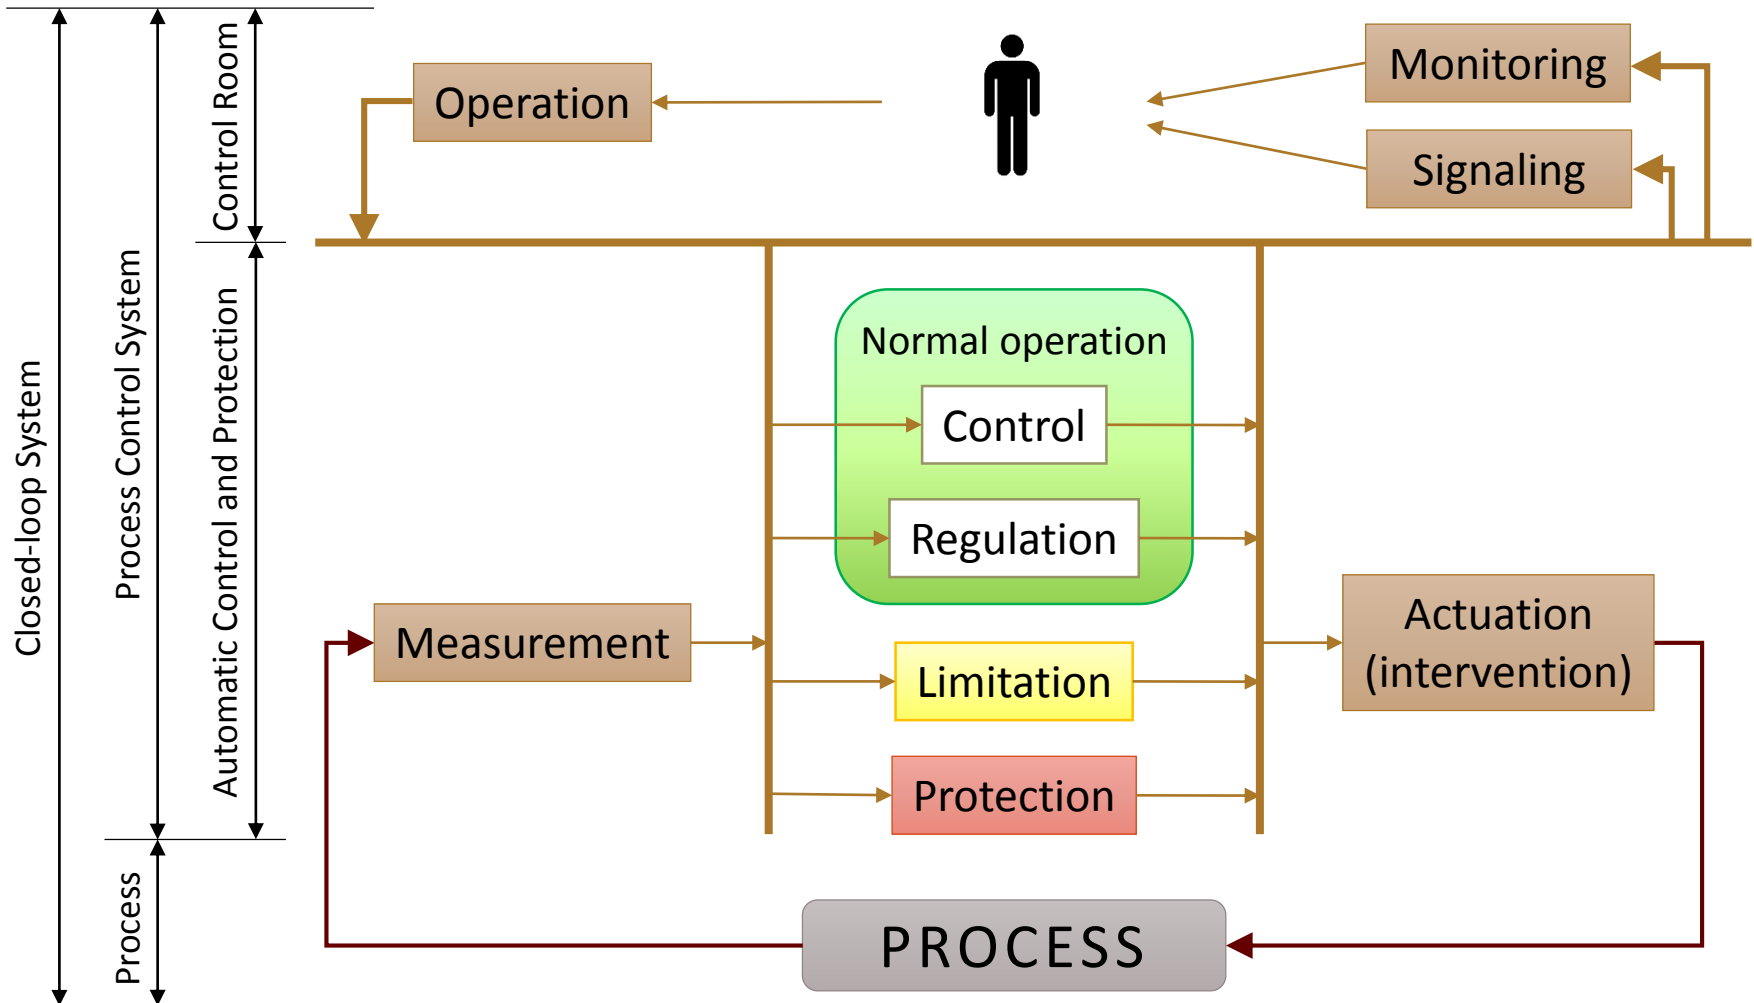 Closed-loop System
Process Control System
Process
Control Room
Automatic Control and Protection
Operation
Monitoring
Signaling
Normal operation
Control
Regulation
Measurement
Limitation
Protection
Actuation
(intervention)
PROCESS